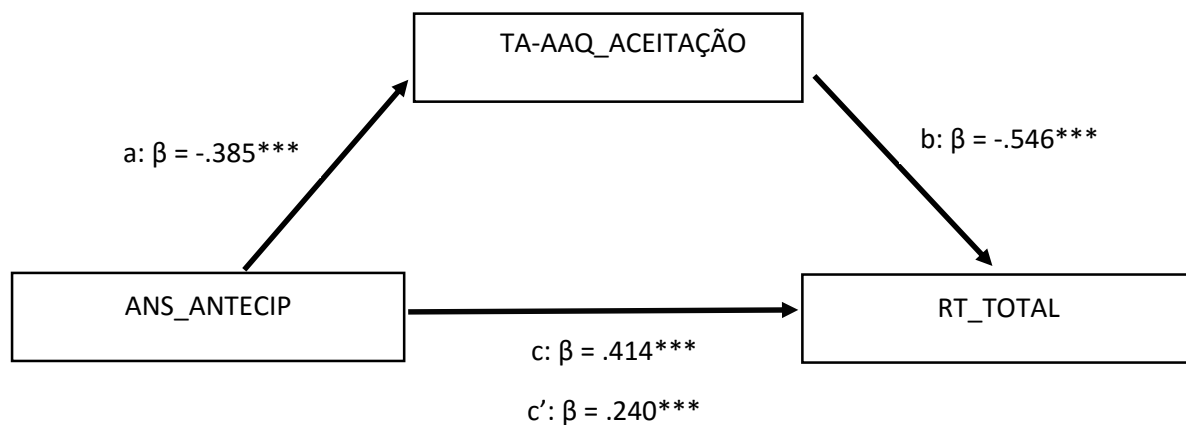 TA-AAQ_ACEITAÇÃO
a: β = -.385***
b: β = -.546***
ANS_ANTECIP
RT_TOTAL
c: β = .414***
c’: β = .240***